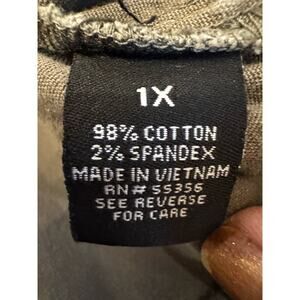 1X
98% COTTON
2% SPANDEX
MADE IN VIETNAM
RN# 55356
SEE REVERSE
FOR CARE